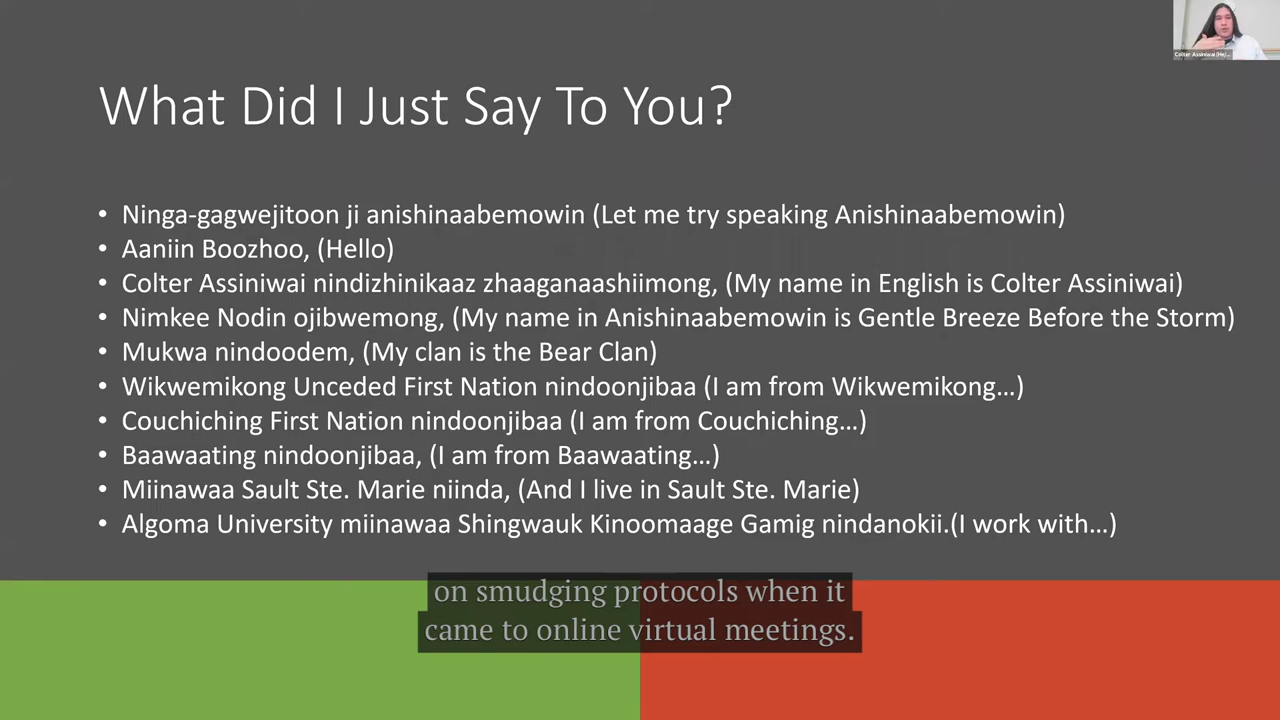 Colter Assiniwai (He/...
What Did I Just Say To You?
• Ninga-gagwejitoon ji anishinaabemowin (Let me try speaking Anishinaabemowin)
• Aaniin Boozhoo, (Hello)
• Colter Assiniwai nindizhinikaaz zhaaganaashiimong, (My name in English is Colter Assiniwai)
• Nimkee Nodin ojibwemong, (My name in Anishinaabemowin is Gentle Breeze Before the Storm)
• Mukwa nindoodem, (My clan is the Bear Clan)
• Wikwemikong Unceded First Nation nindoonjibaa (I am from Wikwemikong…)
• Couchiching First Nation nindoonjibaa (I am from Couchiching…)
• Baawaating nindoonjibaa, (I am from Baawaating…)
• Miinawaa Sault Ste. Marie niinda, (And I live in Sault Ste. Marie)
• Algoma University miinawaa Shingwauk Kinoomaage Gamig nindanokii.(I work with…)
on smudging protocols when it
came to online virtual meetings.